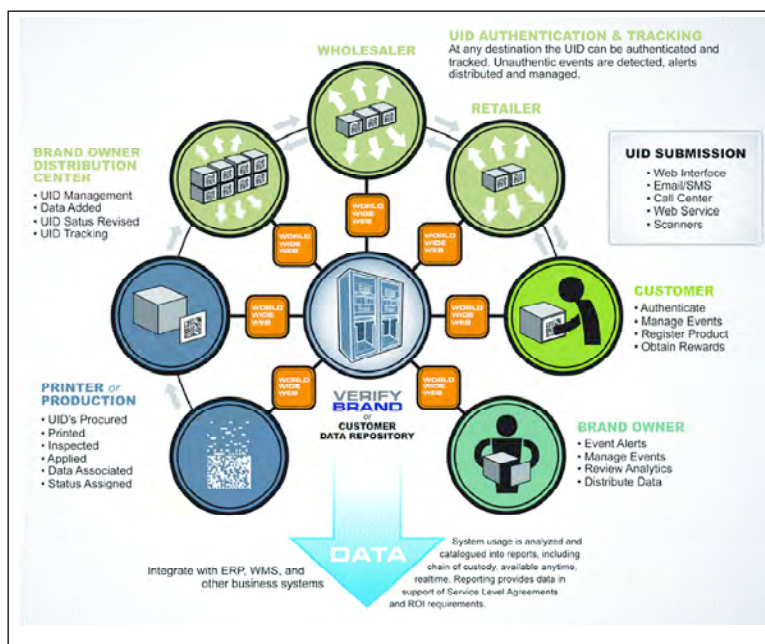 UID AUTHENTICATION & TRACKING
At any destination the UID can be authenticated and
tracked. Unauthentic events are detected, alerts
distributed and managed.
WHOLESALER
RETAILER
BRAND OWNER
DISTRIBUTION
CENTER
• UID Management
• Data Added
• UID Satus Revised
• UID Tracking
UID SUBMISSION
• Web Interface
• Email/SMS
• Call Center
• Web Service
• Scanners
WORLD
WIDE
WEB
WORLD
WIDE
WEB
WORLD
WIDE
WEB
WORLD
WIDE
WEB
WORLD
WIDE
WEB
WORLD
WIDE
WEB
WORLD
WIDE
WEB
CUSTOMER
• Authenticate
• Manage Events
• Register Product
• Obtain Rewards
PRINTER or
PRODUCTION
• UID's Procured
• Printed
• Inspected
• Applied
• Data Associated
• Status Assigned
VERIFY
BRAND
or
CUSTOMER
DATA REPOSITORY
BRAND OWNER
• Event Alerts
• Manage Events
• Review Analytics
• Distribute Data
DATA
Integrate with ERP, WMS, and
other business systems
System usage is analyzed and
catalogued into reports, including
chain of custody, available anytime,
realtime. Reporting provides data in
support of Service Level Agreements
and ROI requirements.